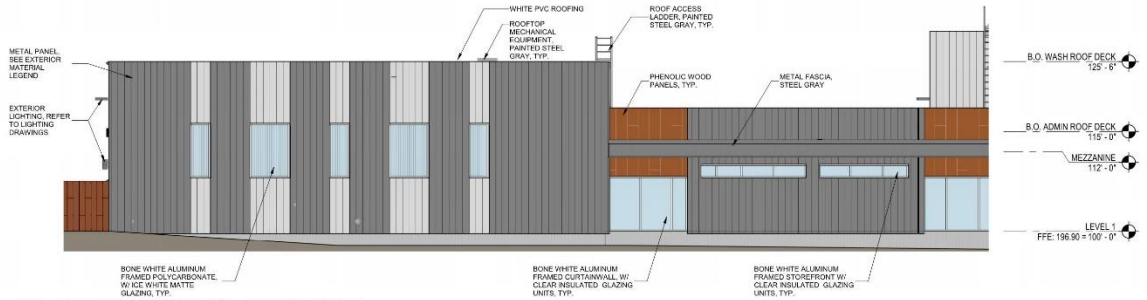 WHITE PVC ROOFING
ROOFTOP
MECHANICAL
EQUIPMENT,
PAINTED STEEL
GRAY, TYP.
ROOF ACCESS
LADDER, PAINTED
STEEL GRAY, TYP.
METAL PANEL,
SEE EXTERIOR
MATERIAL
LEGEND
EXTERIOR
LIGHTING, REFER
TO LIGHTING
DRAWINGS
PHENOLIC WOOD
PANELS, TYP.
METAL FASCIA,
STEEL GRAY
B.O. WASH ROOF DECK
125' - 6"
B.O. ADMIN ROOF DECK
115' - 0"
MEZZANINE
112' - 0"
LEVEL 1
FFE: 196.90 = 100' - 0"
BONE WHITE ALUMINUM
FRAMED POLYCARBONATE,
W/ ICE WHITE MATTE
GLAZING, TYP.
BONE WHITE ALUMINUM
FRAMED CURTAINWALL, W/
CLEAR INSULATED GLAZING
UNITS, TYP.
BONE WHITE ALUMINUM
FRAMED STOREFRONT W/
CLEAR INSULATED GLAZING
UNITS, TYP.